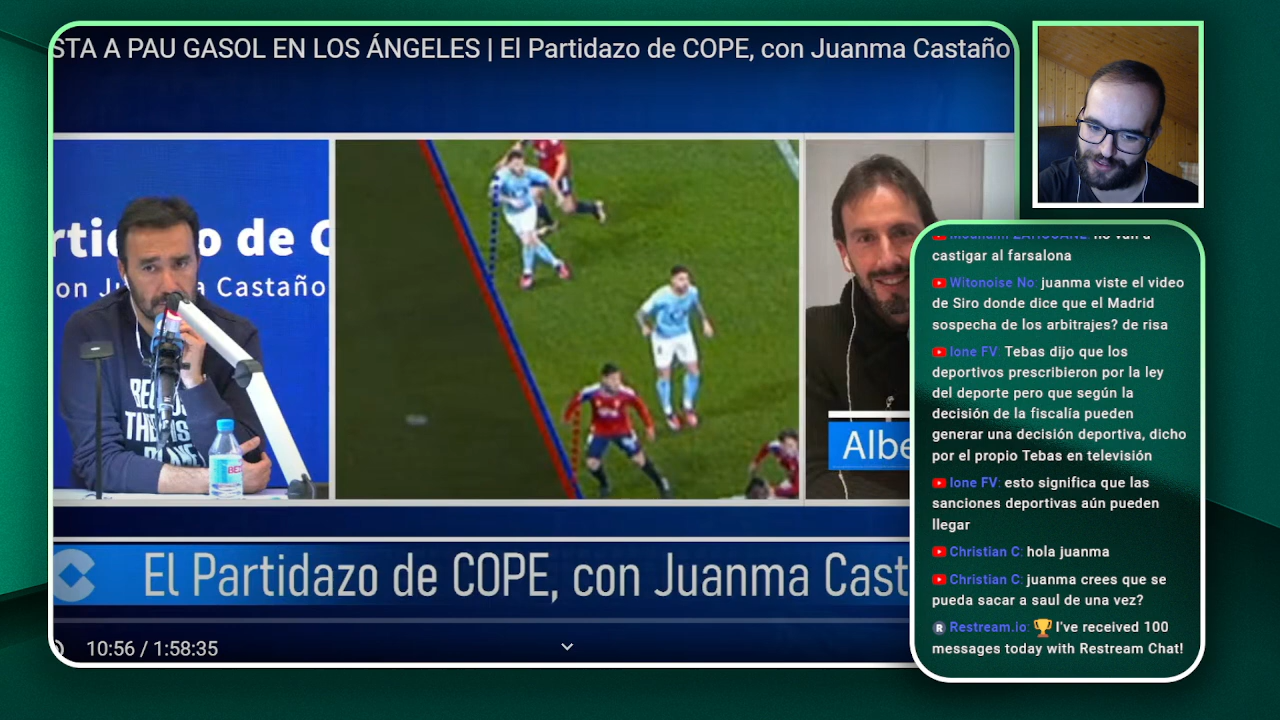 STA A PAU GASOL EN LOS ÁNGELES | El Partidazo de COPE, con Juanma Castaño
de C
Castaño
Albe
El Partidazo de COPE, con Juanma Cast
10:56 / 1:58:35
castigar al farsalona
Witonoise No: juanma viste el video
de Siro donde dice que el Madrid
sospecha de los arbitrajes? de risa
Ione FV: Tebas dijo que los
deportivos prescribieron por la ley
del deporte pero que según la
decisión de la fiscalía pueden
generar una decisión deportiva, dicho
por el propio Tebas en televisión
Ione FV: esto significa que las
sanciones deportivas aún pueden
llegar
Christian C: hola juanma
Christian C: juanma crees que se
pueda sacar a saul de una vez?
R Restream.io: 🏆 I've received 100
messages today with Restream Chat!